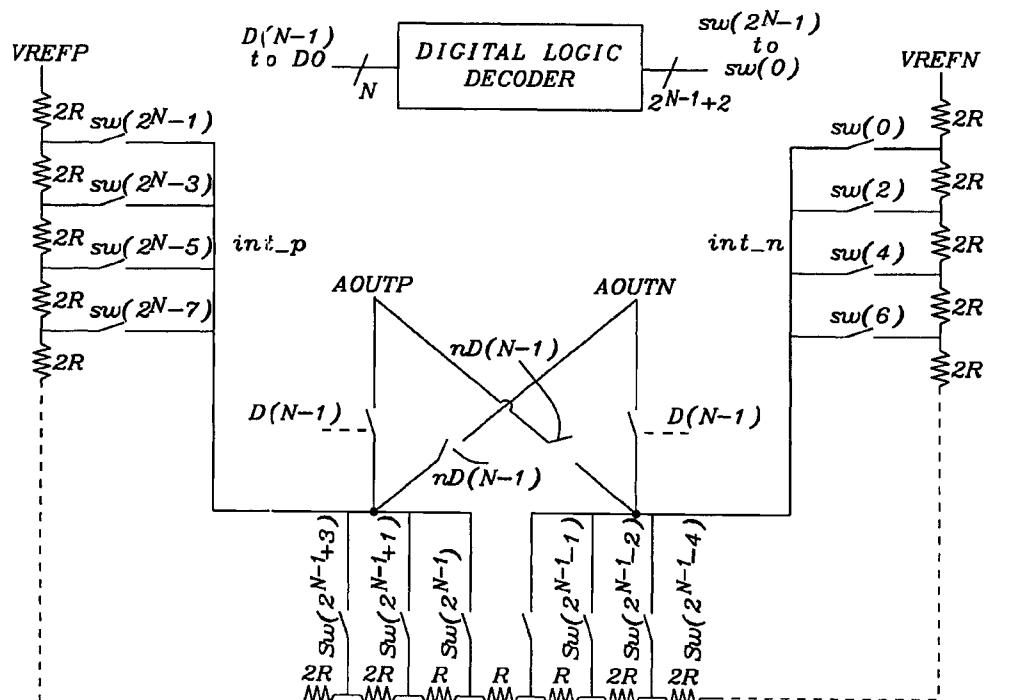 VREFP
D(N-1)
to D0
N
DIGITAL LOGIC
DECODER
sw(2^N-1)
to
sw(0)
2^N-1+2
VREFN
2R
sw(2^N-1)
2R
sw(2^N-3)
2R
sw(2^N-5)
2R
sw(2^N-7)
2R
int_p
int_n
sw(0)
2R
sw(2)
2R
sw(4)
2R
sw(6)
2R
2R
AOUTP
AOUTN
nD(N-1)
D(N-1)
D(N-1)
nD(N-1)
Sw(2^N-1+3)
Sw(2^N-1+1)
Sw(2^N-1)
Sw(2^N-1-1)
Sw(2^N-1-2)
Sw(2^N-1-4)
2R
2R
R
R
R
2R
2R